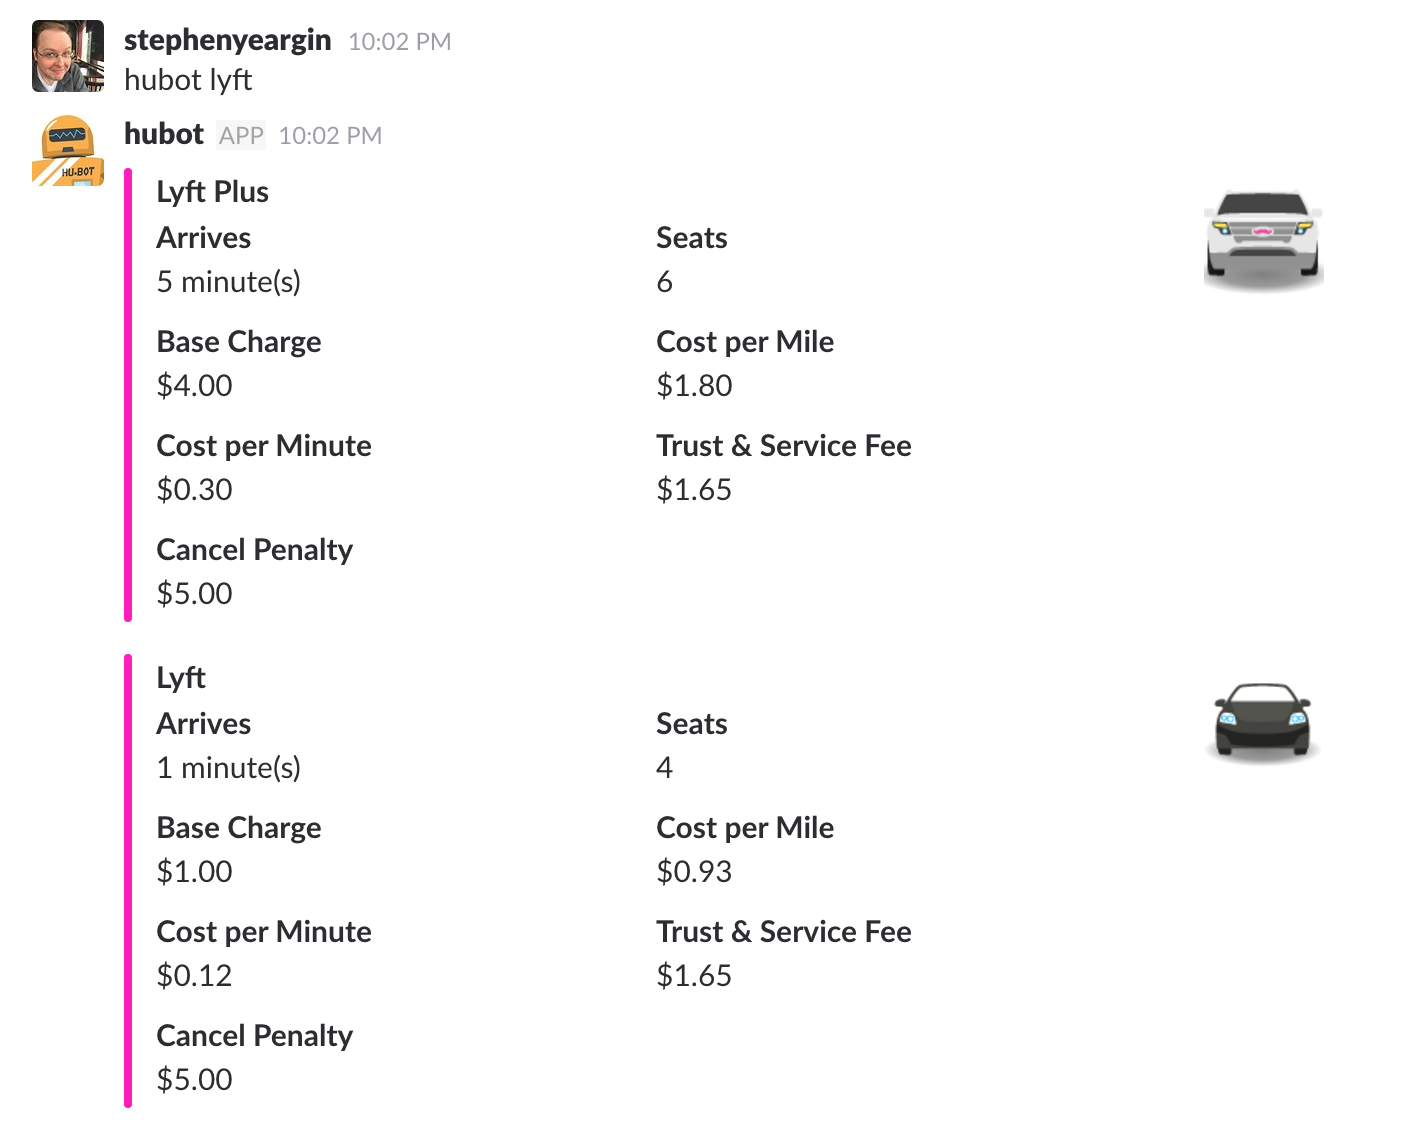 stephenyeargin 10:02 PM
hubot lyft
hubot APP 10:02 PM
HU-BOT
Lyft Plus
Arrives Seats
5 minute(s) 6
Base Charge Cost per Mile
$4.00 $1.80
Cost per Minute Trust & Service Fee
$0.30 $1.65
Cancel Penalty
$5.00
Lyft
Arrives Seats
1 minute(s) 4
Base Charge Cost per Mile
$1.00 $0.93
Cost per Minute Trust & Service Fee
$0.12 $1.65
Cancel Penalty
$5.00